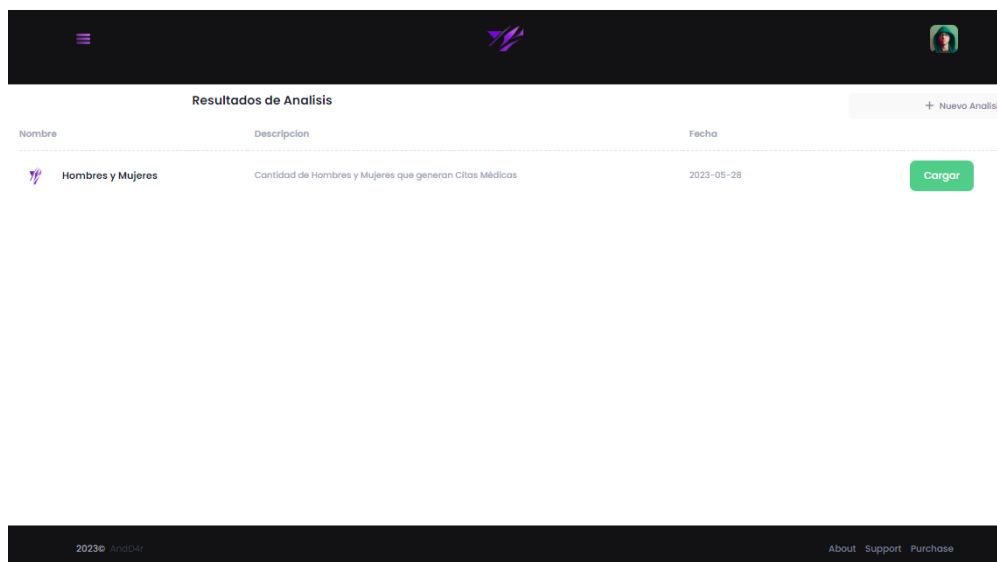 Resultados de Analisis
+ Nuevo Analisi
Nombre Descripcion Fecha
Hombres y Mujeres Cantidad de Hombres y Mujeres que generan Citas Médicas 2023-05-28 Cargar
2023© AndD4r About Support Purchase